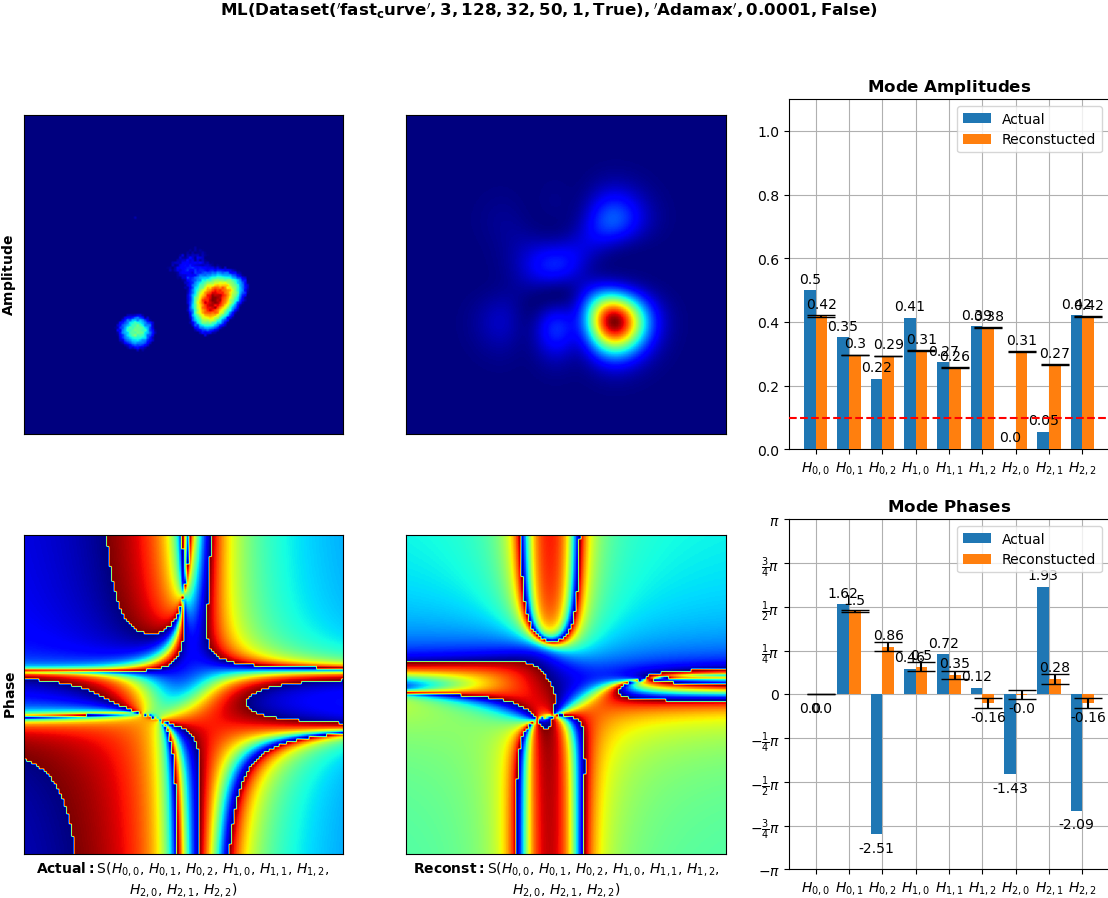 ML(Dataset('fast_curve', 3, 128, 32, 50, 1, True), 'Adamax', 0.0001, False)
Amplitude
Mode Amplitudes
Actual
Reconstucted
1.0
0.8
0.6
0.4
0.2
0.0
0.5
0.42
0.35
0.3
0.22
0.29
0.41
0.31
0.27
0.26
0.39
0.38
0.0
0.31
0.05
0.27
0.42
0.42
H0,0 H0,1 H0,2 H1,0 H1,1 H1,2 H2,0 H2,1 H2,2
Phase
Mode Phases
Actual
Reconstucted
π
3/4π
1/2π
1/4π
0
−1/4π
−1/2π
−3/4π
−π
0.0
0.0
1.62
1.5
-2.51
0.86
0.46
0.5
0.72
0.35
0.12
-0.16
-1.43
-0.0
1.93
0.28
-2.09
-0.16
H0,0 H0,1 H0,2 H1,0 H1,1 H1,2 H2,0 H2,1 H2,2
Actual: S(H0,0, H0,1, H0,2, H1,0, H1,1, H1,2,
H2,0, H2,1, H2,2)
Reconst: S(H0,0, H0,1, H0,2, H1,0, H1,1, H1,2,
H2,0, H2,1, H2,2)